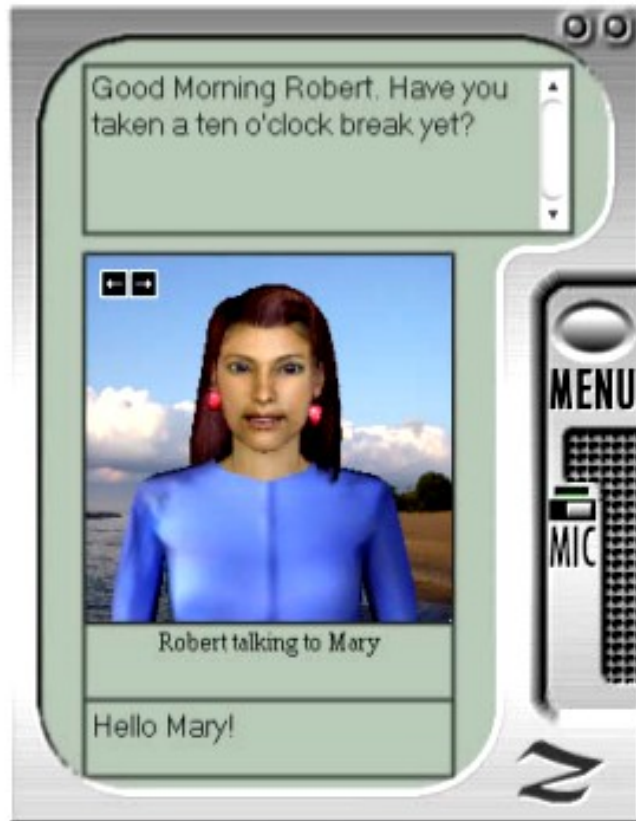 Good Morning Robert. Have you
taken a ten o'clock break yet?
MENU
MIC
Robert talking to Mary
Hello Mary!
Z